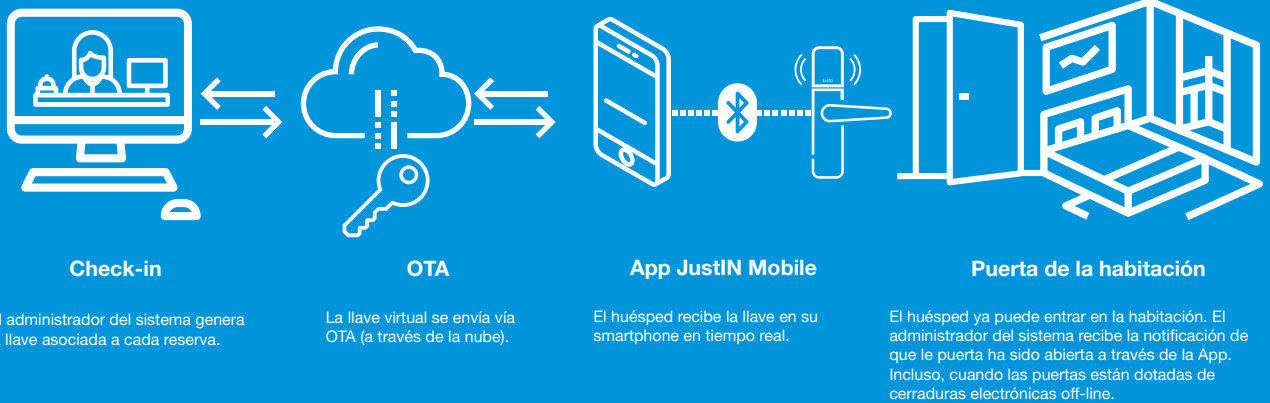 SALTO
Check-in
OTA
App JustIN Mobile
Puerta de la habitación
administrador del sistema genera
llave asociada a cada reserva.
La llave virtual se envía vía
OTA (a través de la nube).
El huésped recibe la llave en su
smartphone en tiempo real.
El huésped ya puede entrar en la habitación. El
administrador del sistema recibe la notificación de
que le puerta ha sido abierta a través de la App.
Incluso, cuando las puertas están dotadas de
cerraduras electrónicas off-line.